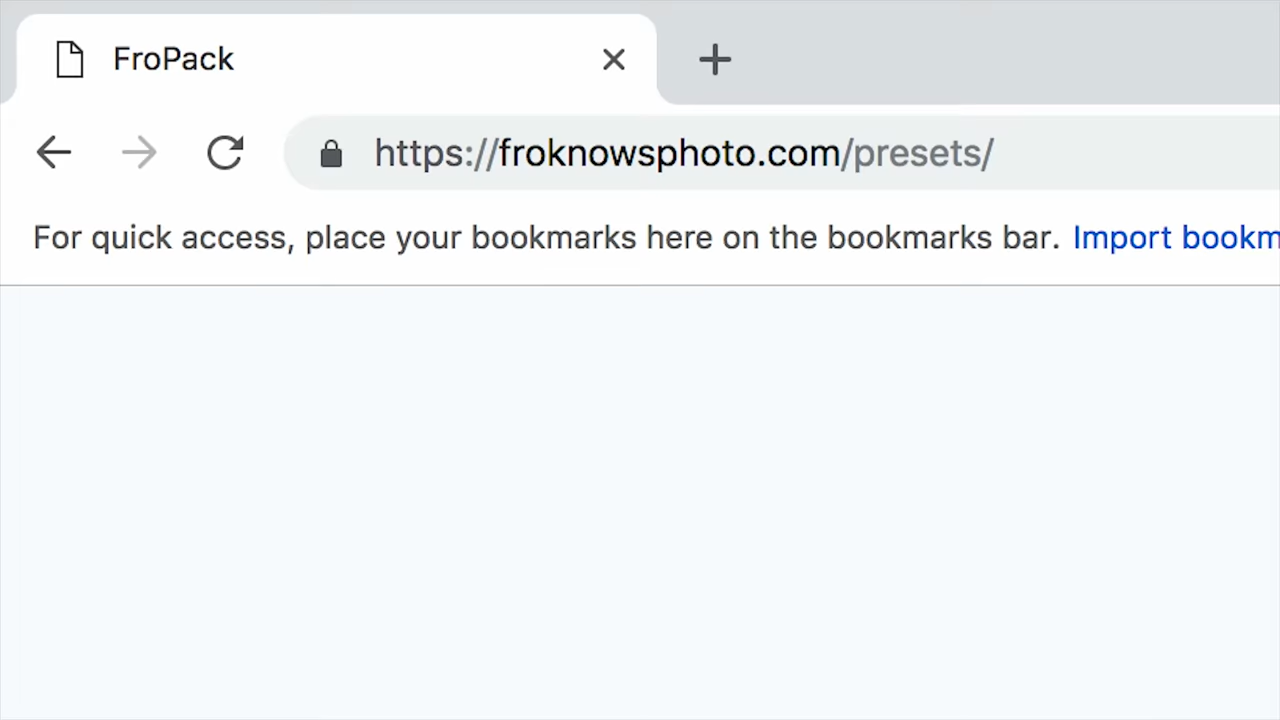 FroPack
https://froknowsphoto.com/presets/
For quick access, place your bookmarks here on the bookmarks bar. Import bookm